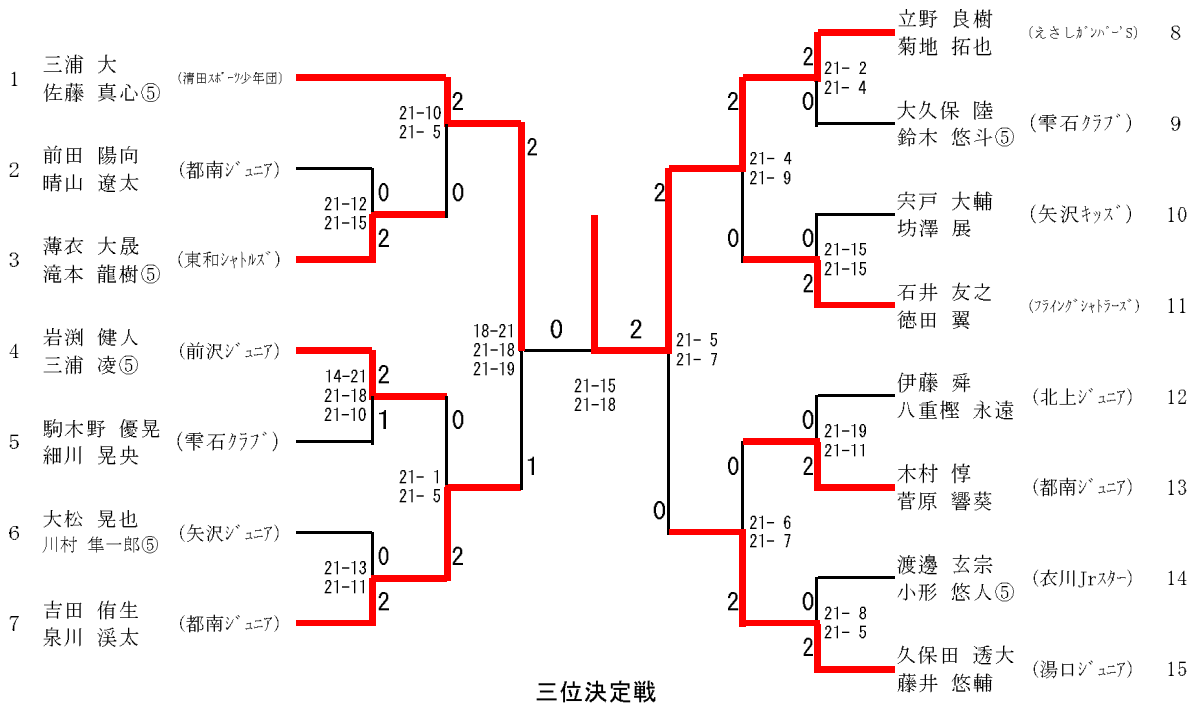 1 三浦 大
佐藤 真心⑤ (清田スポーツ少年団)
2 前田 陽向
晴山 遼太 (都南ジュニア)
3 薄衣 大晟
滝本 龍樹⑤ (東和シャトルズ)
4 岩渕 健人
三浦 凌⑤ (前沢ジュニア)
5 駒木野 優晃
細川 晃央 (雫石クラブ)
6 大松 晃也
川村 隼一郎⑤ (矢沢ジュニア)
7 吉田 侑生
泉川 渓太 (都南ジュニア)
21-10
21- 5
2
0
21-12
21-15
0
2
14-21
21-18
21-10
2
1
21- 1
21- 5
0
2
21-13
21-11
0
2
18-21
21-18
21-19
2
1
0
2
21-15
21-18
21- 5
21- 7
2
0
21- 4
21- 9
2
0
21- 2
21- 4
2
0
21-15
21-15
0
2
21- 6
21- 7
0
2
21-19
21-11
0
2
21- 8
21- 5
0
2
立野 良樹
菊地 拓也 (えさしガンバーズ'S) 8
大久保 陸
鈴木 悠斗⑤ (雫石クラブ) 9
宍戸 大輔
坊澤 展 (矢沢キッズ) 10
石井 友之
徳田 翼 (フライングシャトラーズ) 11
伊藤 舜
八重樫 永遠 (北上ジュニア) 12
木村 惇
菅原 響葵 (都南ジュニア) 13
渡邊 玄宗
小形 悠人⑤ (衣川Jrスター) 14
久保田 透大
藤井 悠輔 (湯口ジュニア) 15
三位決定戦